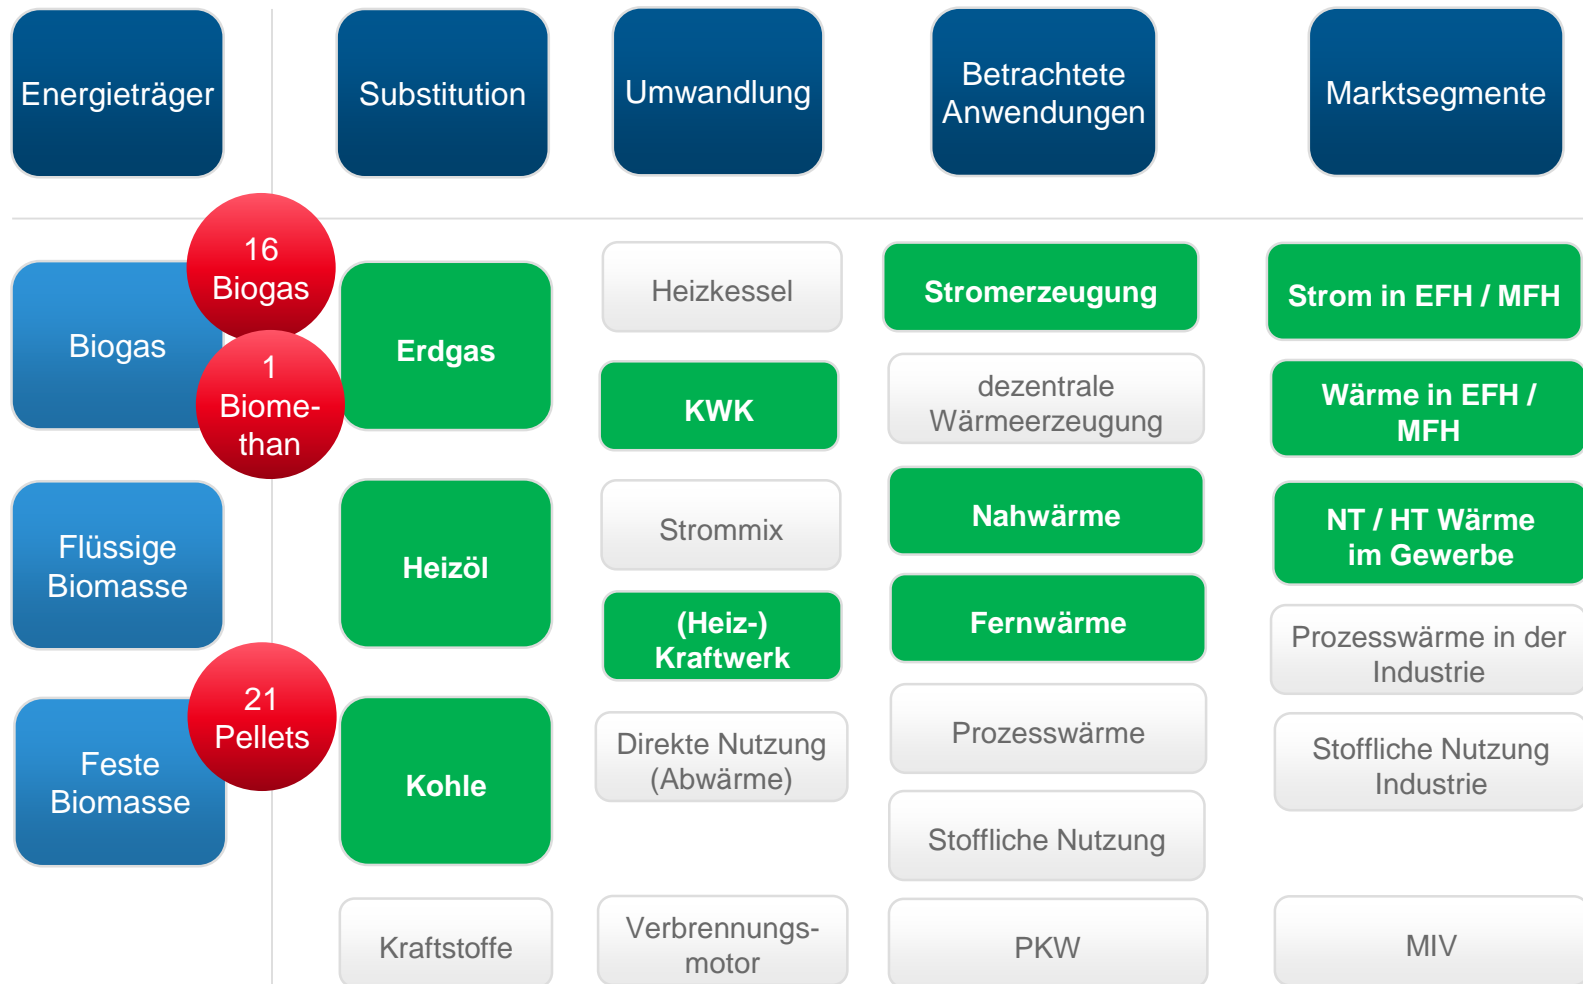 Energieträger
Substitution
Umwandlung
Betrachtete
Anwendungen
Marktsegmente
16
Biogas
1
Biome-
than
21
Pellets
Biogas
Flüssige
Biomasse
Feste
Biomasse
Erdgas
Heizöl
Kohle
Kraftstoffe
Heizkessel
KWK
Strommix
(Heiz-)
Kraftwerk
Direkte Nutzung
(Abwärme)
Verbrennungs-
motor
Stromerzeugung
dezentrale
Wärmeerzeugung
Nahwärme
Fernwärme
Prozesswärme
Stoffliche Nutzung
PKW
Strom in EFH / MFH
Wärme in EFH /
MFH
NT / HT Wärme
im Gewerbe
Prozesswärme in der
Industrie
Stoffliche Nutzung
Industrie
MIV